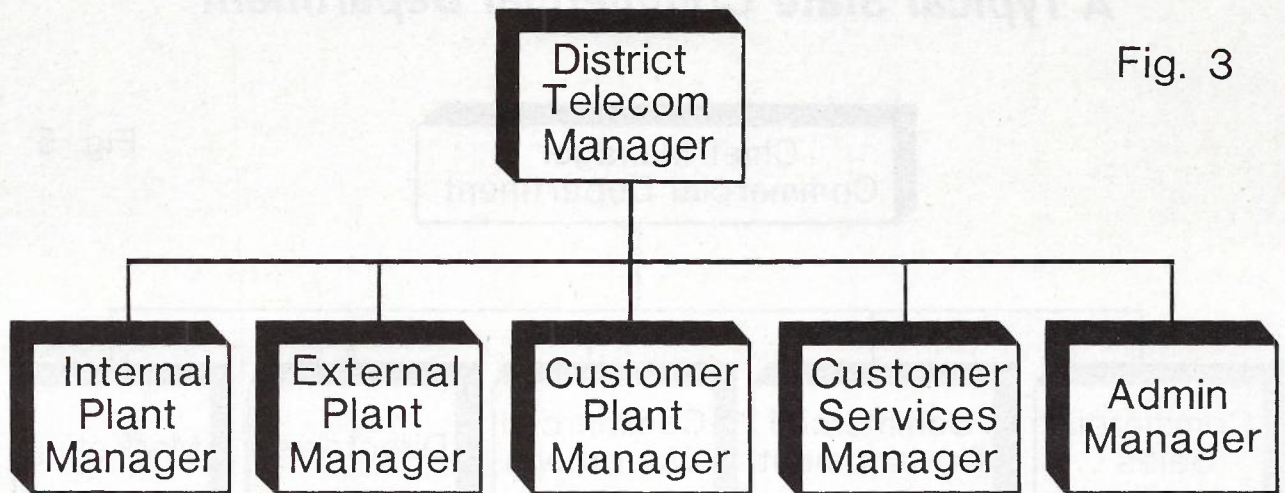 Fig. 3
District
Telecom
Manager
Internal
Plant
Manager
External
Plant
Manager
Customer
Plant
Manager
Customer
Services
Manager
Admin
Manager